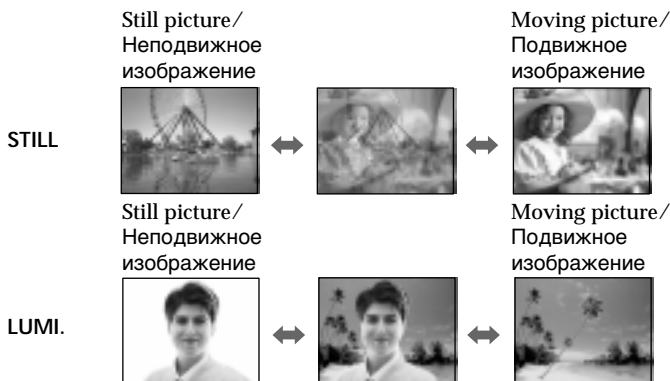 Still picture/
Неподвижное
изображение
Moving picture/
Подвижное
изображение
STILL
Still picture/
Неподвижное
изображение
Moving picture/
Подвижное
изображение
LUMI.